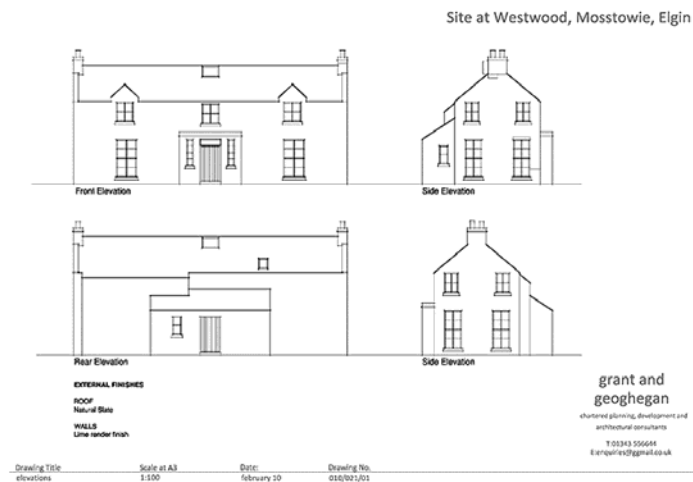 Site at Westwood, Mosstowie, Elgin
Front Elevation
Side Elevation
Rear Elevation
Side Elevation
EXTERNAL FINISHES
ROOF
Natural Slate
WALLS
Lime render finish
grant and
geoghegan
chartered planning, development and
architectural consultants
T:01343 556644
E:enquiries@ggmail.co.uk
Drawing Title
elevations
Scale at A3
1:100
Date:
february 10
Drawing No.
010/021/01